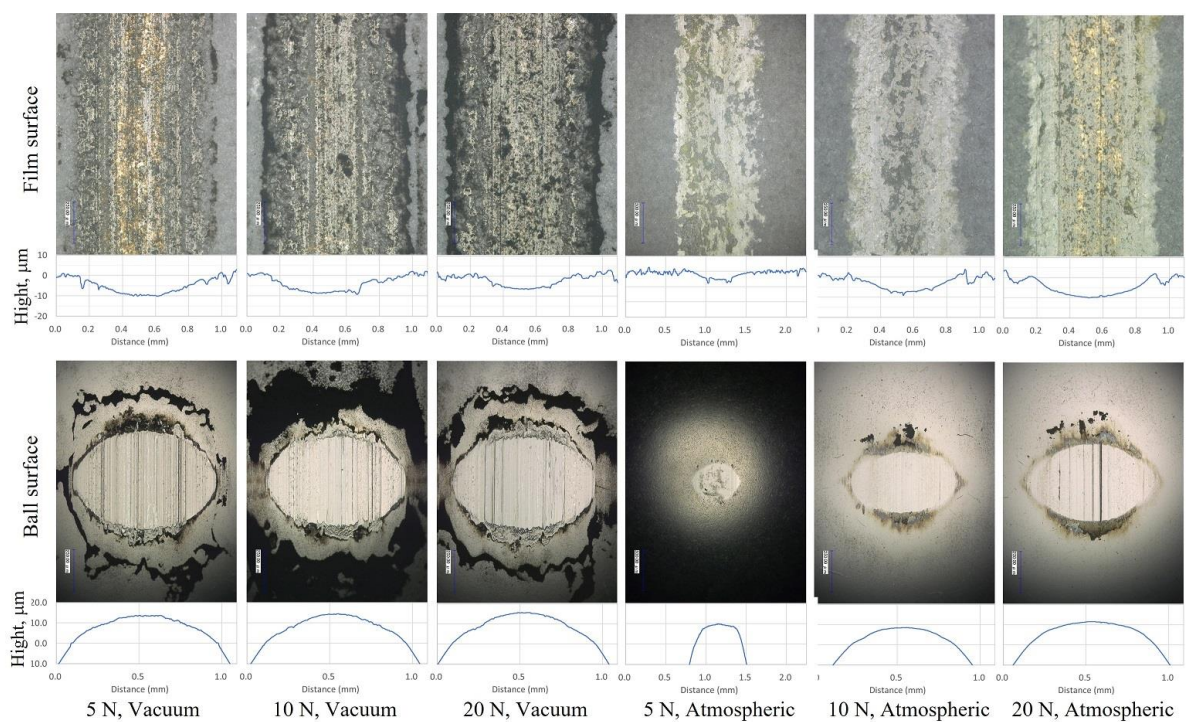 Film surface
Hight, µm
10
0
-10
-20
0.0 0.2 0.4 0.6 0.8 1.0
Distance (mm)
0.0 0.2 0.4 0.6 0.8 1.0
Distance (mm)
0.0 0.2 0.4 0.6 0.8 1.0
Distance (mm)
0.0 0.5 1.0 1.5 2.0
Distance (mm)
0.2 0.4 0.6 0.8 1.0
Distance (mm)
0.0 0.2 0.4 0.6 0.8 1.0
Distance (mm)
Ball surface
Hight, µm
20.0
10.0
0.0
10.0
0.0 0.5 1.0
Distance (mm)
0.0 0.5 1.0
Distance (mm)
0.0 0.5 1.0
Distance (mm)
0.0 0.5 1.0 1.5 2.0
Distance (mm)
0.0 0.5 1.0
Distance (mm)
0.0 0.5 1.0
Distance (mm)
5 N, Vacuum
10 N, Vacuum
20 N, Vacuum
5 N, Atmospheric
10 N, Atmospheric
20 N, Atmospheric